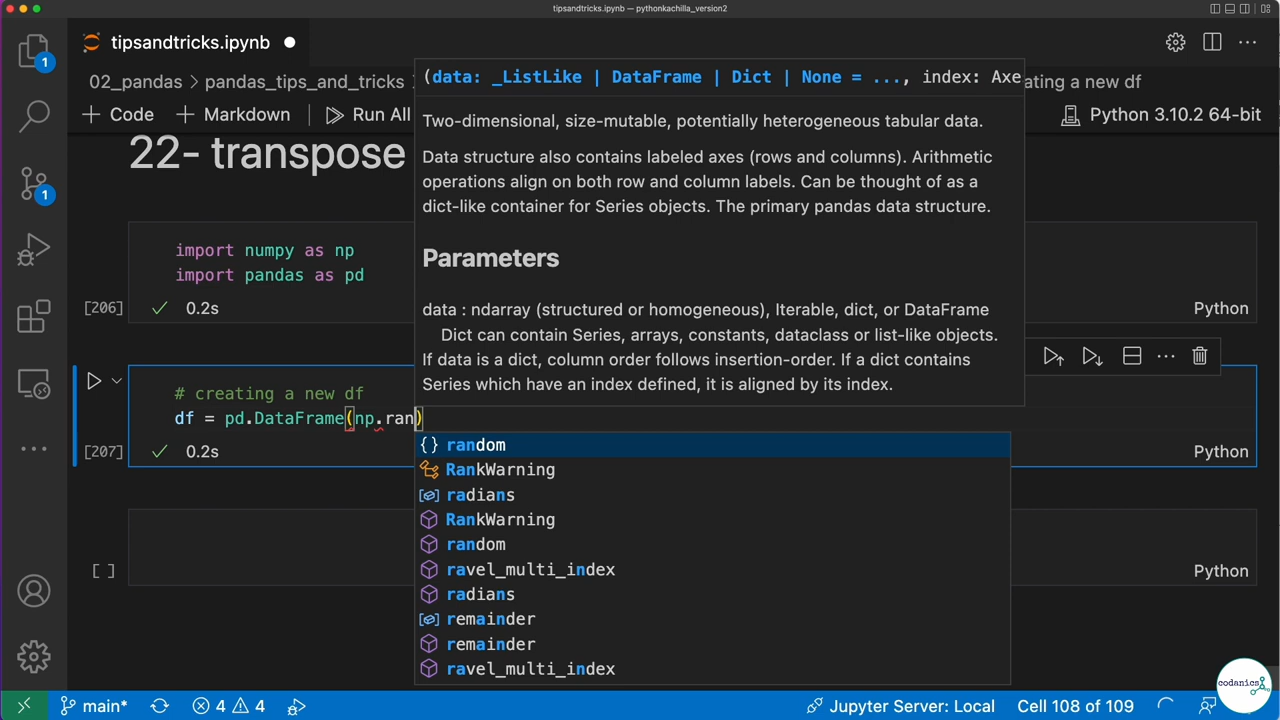 tipsandtricks.ipynb — pythonkachilla_version2
tipsandtricks.ipynb
02_pandas > pandas_tips_and_tricks
ating a new df
Code
Markdown
Run All
Python 3.10.2 64-bit
22- transpose
(data: _ListLike | DataFrame | Dict | None = ..., index: Axe
Two-dimensional, size-mutable, potentially heterogeneous tabular data.
Data structure also contains labeled axes (rows and columns). Arithmetic
operations align on both row and column labels. Can be thought of as a
dict-like container for Series objects. The primary pandas data structure.
Parameters
data : ndarray (structured or homogeneous), Iterable, dict, or DataFrame
Dict can contain Series, arrays, constants, dataclass or list-like objects.
If data is a dict, column order follows insertion-order. If a dict contains
Series which have an index defined, it is aligned by its index.
import numpy as np
import pandas as pd
[206]
0.2s
Python
# creating a new df
df = pd.DataFrame(np.ran)
[207]
0.2s
Python
random
RankWarning
radians
RankWarning
random
ravel_multi_index
radians
remainder
remainder
ravel_multi_index
[ ]
Python
1
1
main*
4
4
Jupyter Server: Local
Cell 108 of 109
codanics